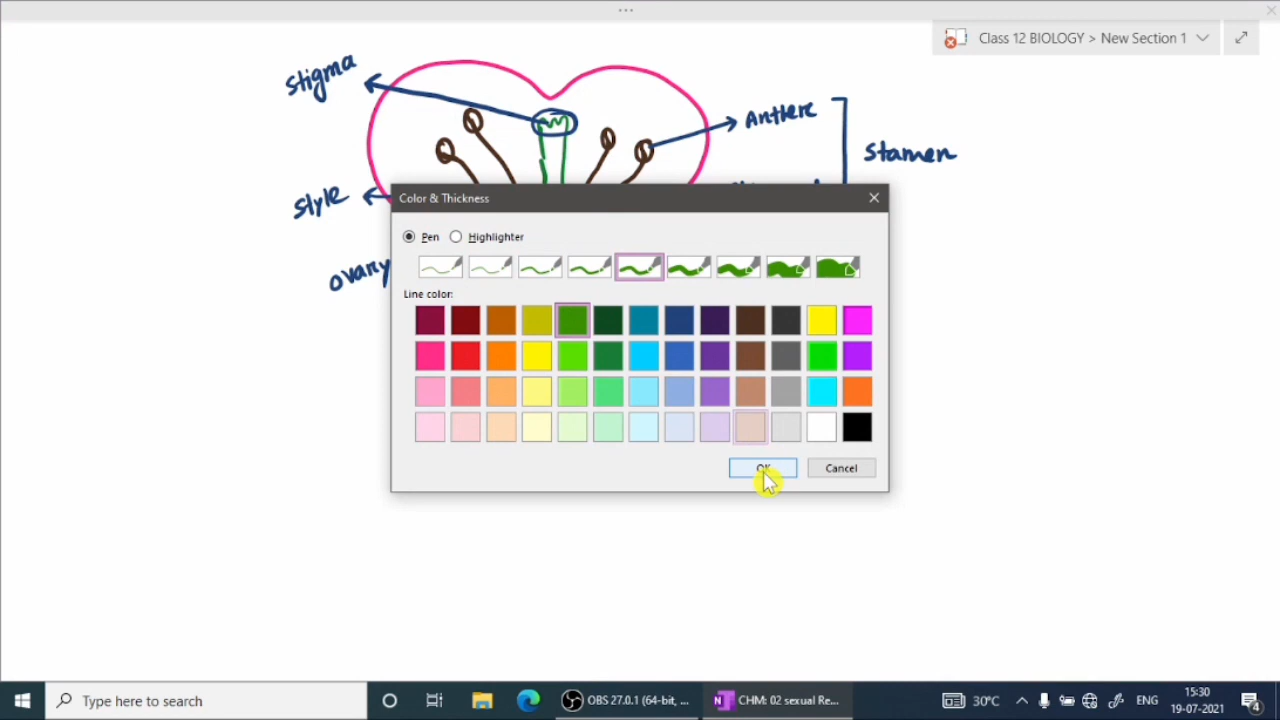 Class 12 BIOLOGY > New Section 1
stigma
Anthere
stamen
style
ovary
Color & Thickness
Pen
Highlighter
Line color:
OK
Cancel
Type here to search
OBS 27.0.1 (64-bit, ...
CHM: 02 sexual Re...
30°C
ENG
15:30
19-07-2021
4